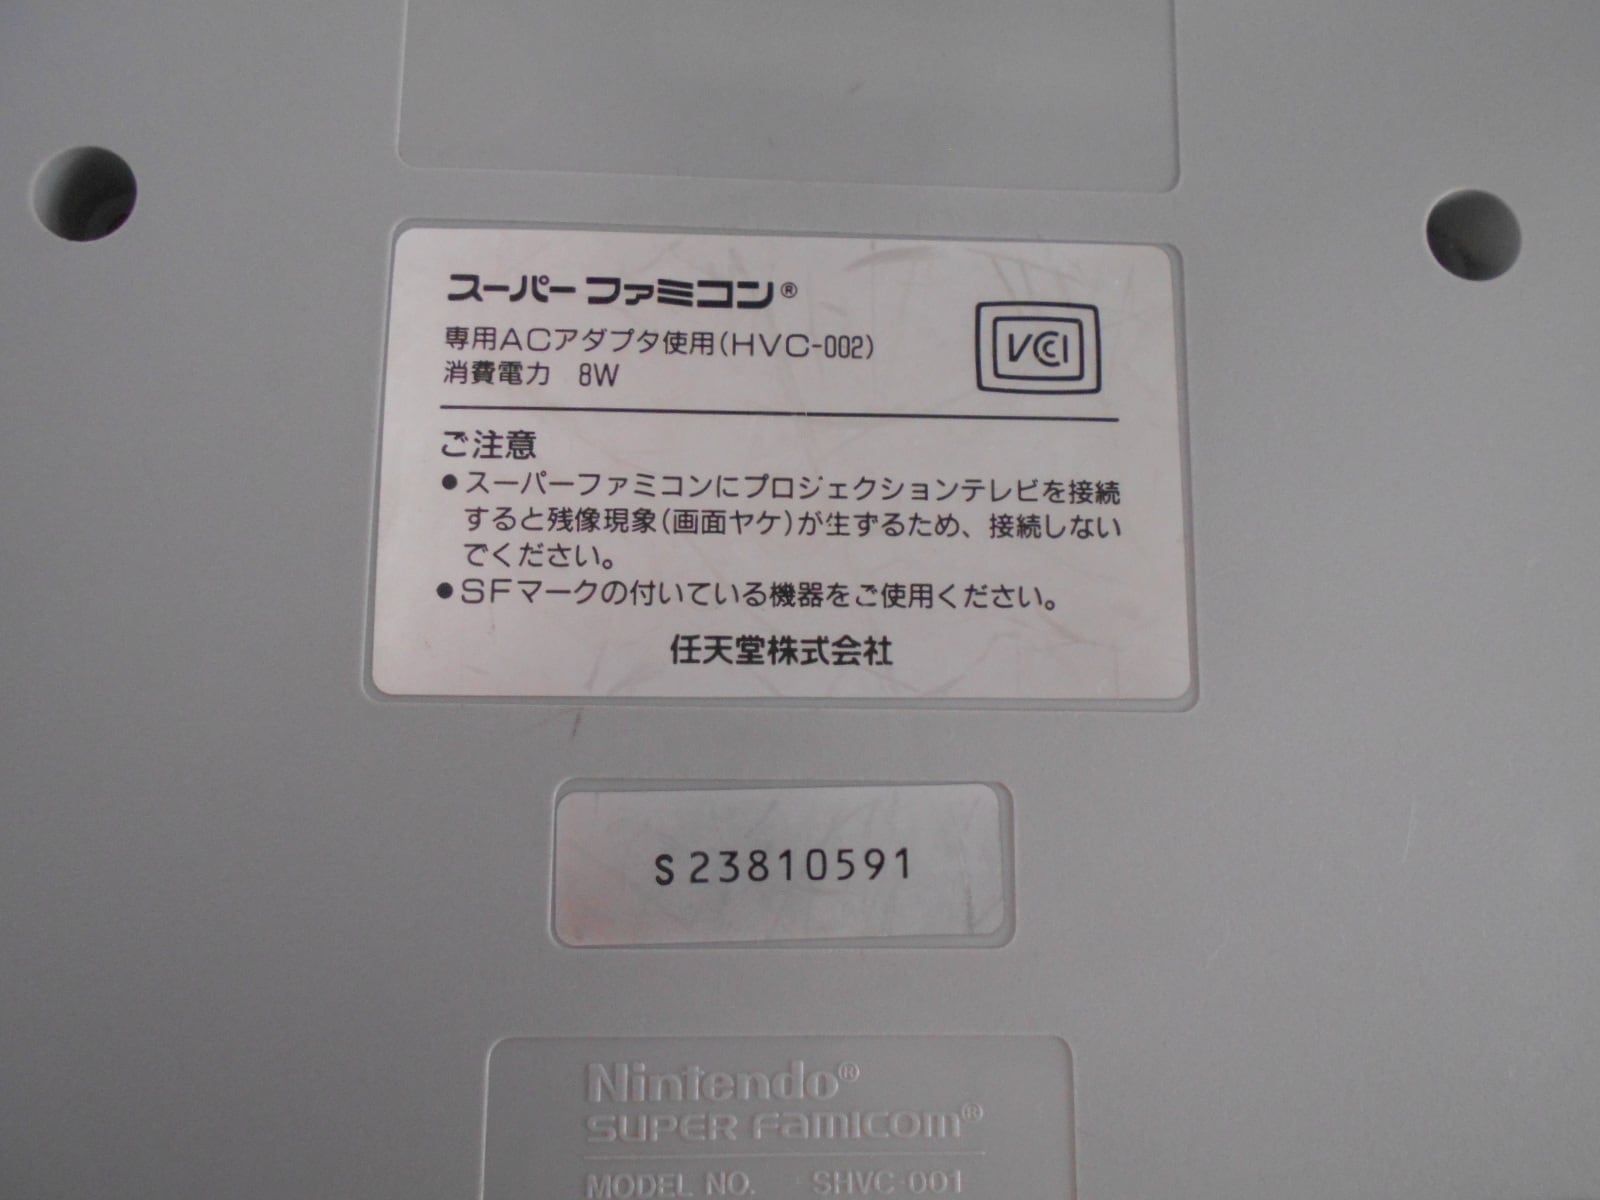 スーパーファミコン®
専用ACアダプタ使用(HVC-002)
消費電力 8W
VCCI
ご注意
●スーパーファミコンにプロジェクションテレビを接続
すると残像現象(画面ヤケ)が生ずるため、接続しない
でください。
●SFマークの付いている機器をご使用ください。
任天堂株式会社
S23810591
Nintendo®
SUPER Famicom®
MODEL NO. SHVC-001